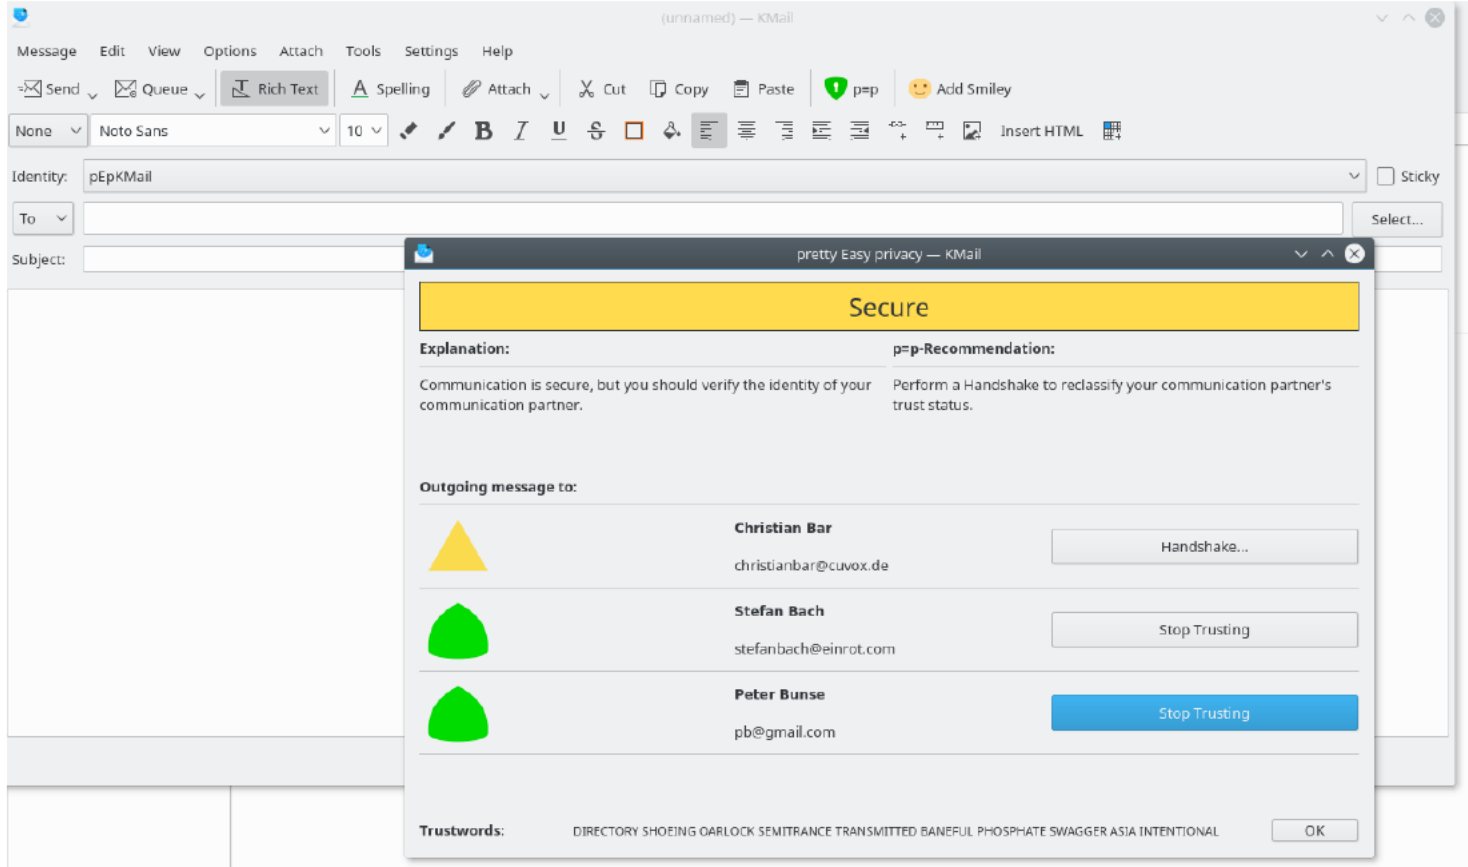 (unnamed) — KMail
Message Edit View Options Attach Tools Settings Help
Send Queue Rich Text A Spelling Attach Cut Copy Paste p≡p Add Smiley
None Noto Sans 10 B I U S Insert HTML
Identity: pEpKMail Sticky
To Select...
Subject:
pretty Easy privacy — KMail
Secure
Explanation: p≡p-Recommendation:
Communication is secure, but you should verify the identity of your Perform a Handshake to reclassify your communication partner's
communication partner. trust status.
Outgoing message to:
Christian Bar
Handshake...
christianbar@cuvox.de
Stefan Bach
Stop Trusting
stefanbach@einrot.com
Peter Bunse
Stop Trusting
pb@gmail.com
Trustwords: DIRECTORY SHOEING OARLOCK SEMITRANCE TRANSMITTED BANEFUL PHOSPHATE SWAGGER ASIA INTENTIONAL OK